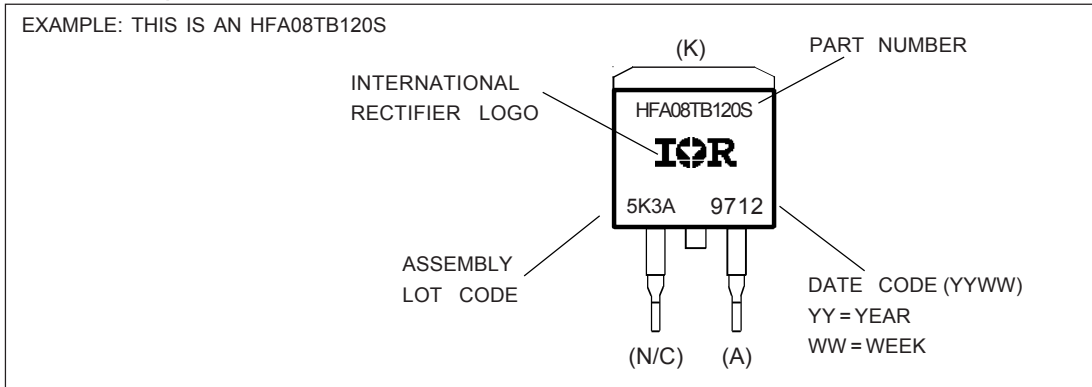 EXAMPLE: THIS IS AN HFA08TB120S
(K)
PART NUMBER
INTERNATIONAL
RECTIFIER LOGO
HFA08TB120S
IOR
5K3A 9712
ASSEMBLY
LOT CODE
DATE CODE (YYWW)
YY = YEAR
WW = WEEK
(N/C) (A)